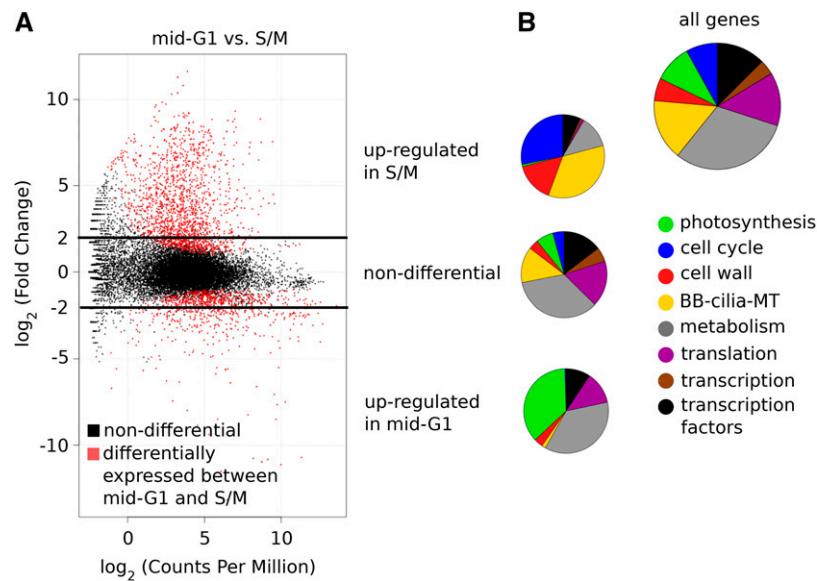 A
mid-G1 vs. S/M
10
5
2
0
-2
-5
-10
log2 (Fold Change)
non-differential
differentially
expressed between
mid-G1 and S/M
0
5
10
log2 (Counts Per Million)
B
all genes
up-regulated
in S/M
non-differential
up-regulated
in mid-G1
photosynthesis
cell cycle
cell wall
BB-cilia-MT
metabolism
translation
transcription
transcription
factors